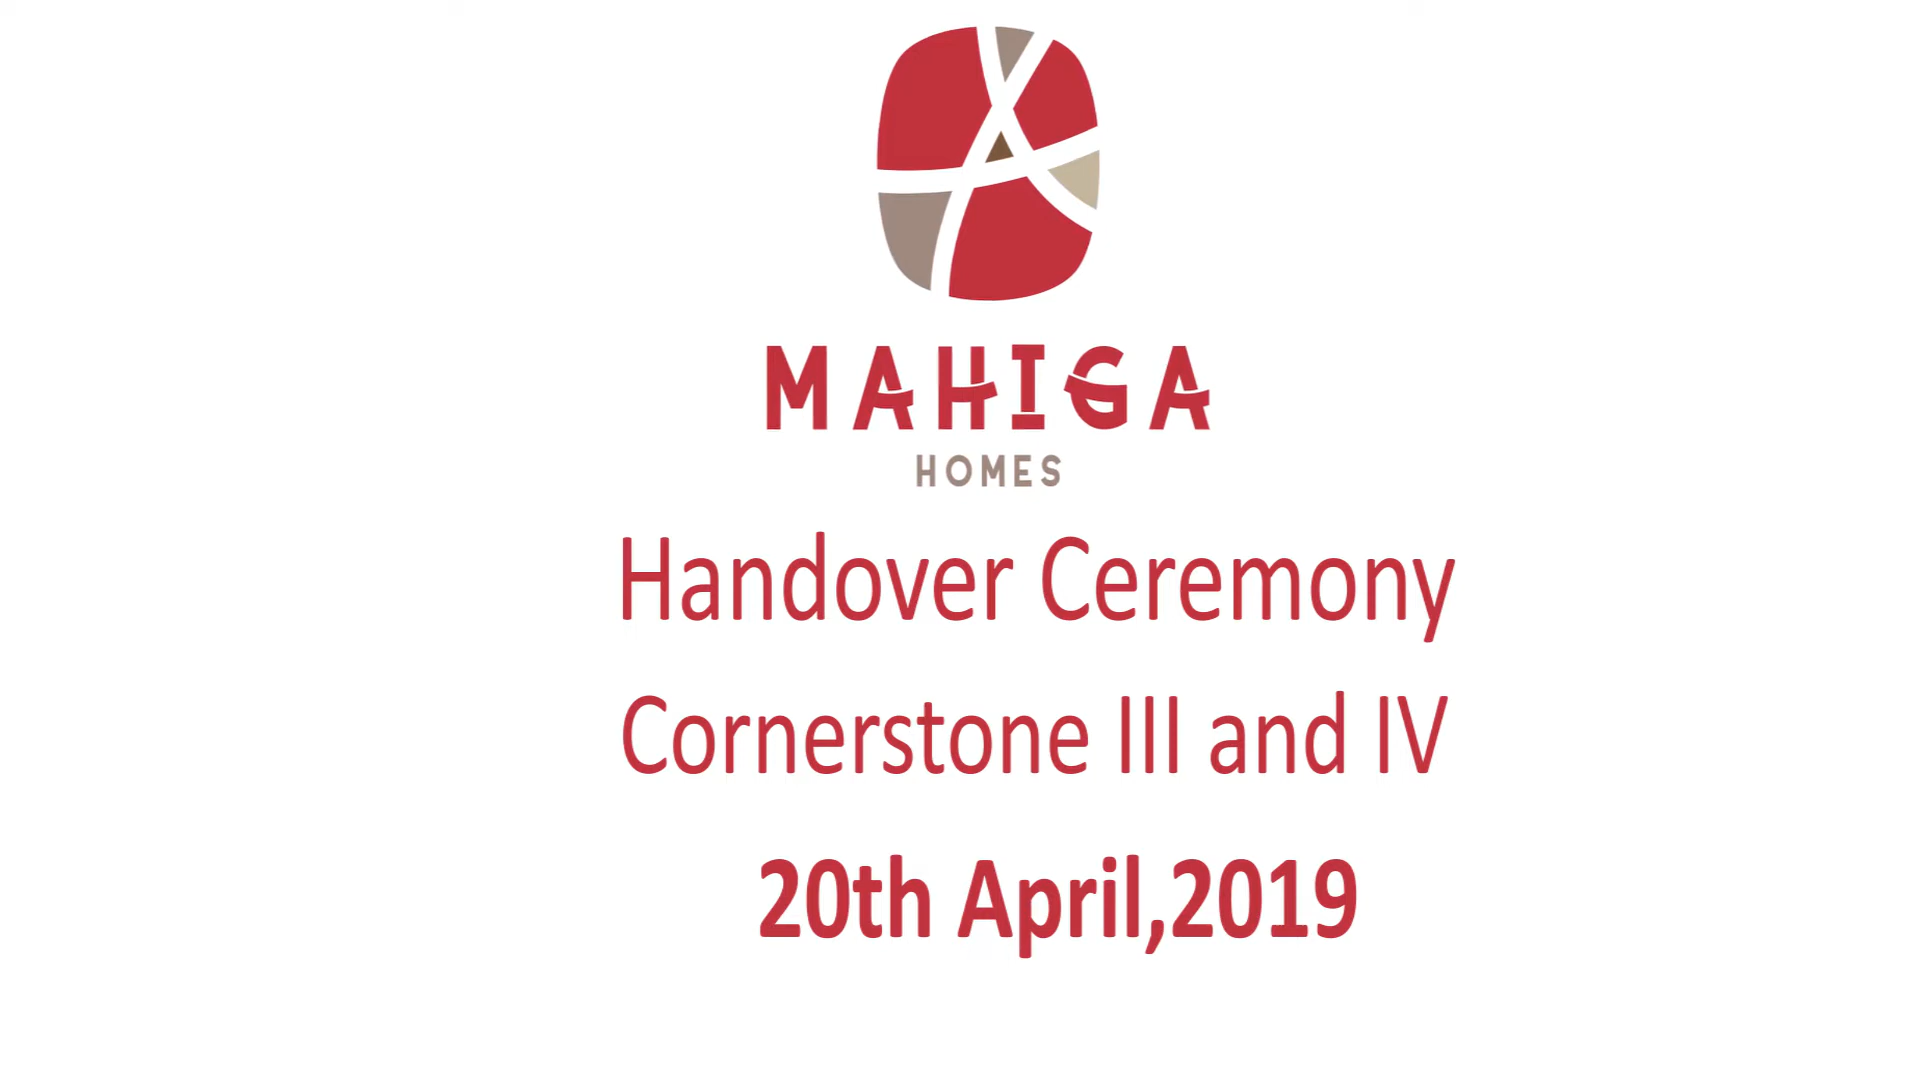 MAHIGA
HOMES
Handover Ceremony
Cornerstone III and IV
20th April,2019